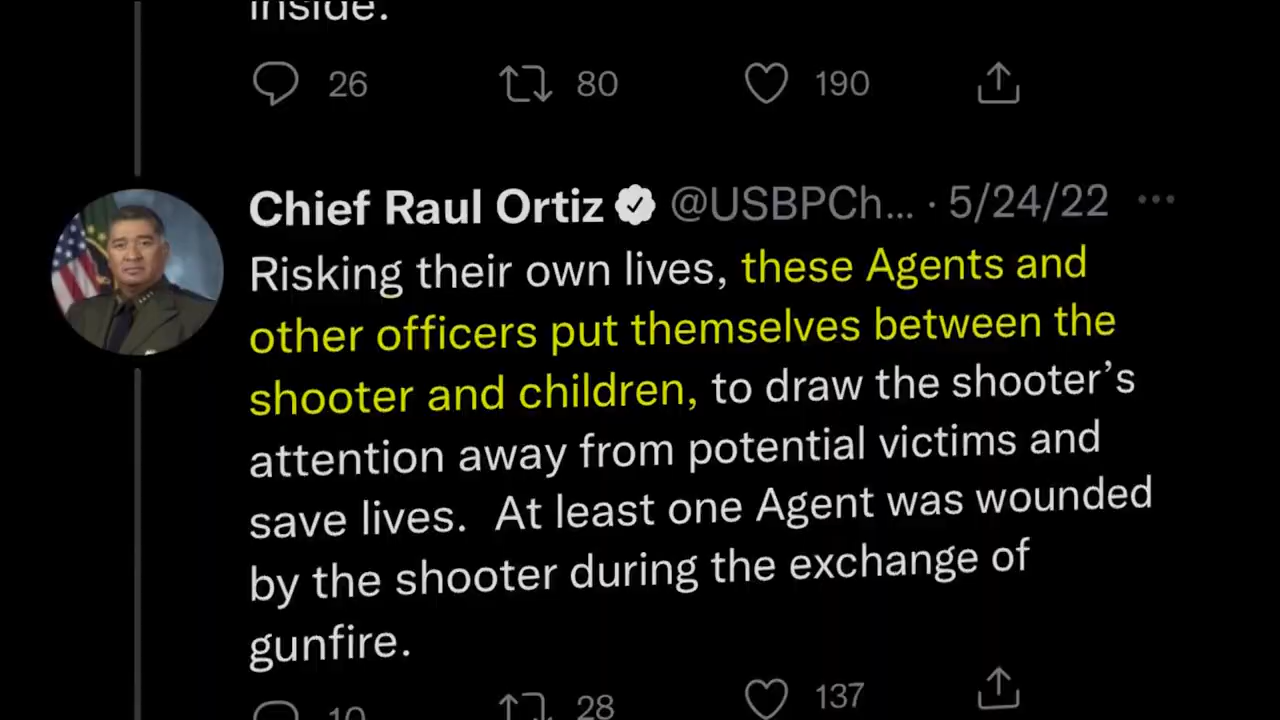 inside.
26 80 190
Chief Raul Ortiz @USBPCh... · 5/24/22 ...
Risking their own lives, these Agents and
other officers put themselves between the
shooter and children, to draw the shooter’s
attention away from potential victims and
save lives.  At least one Agent was wounded
by the shooter during the exchange of
gunfire.
10 28 137